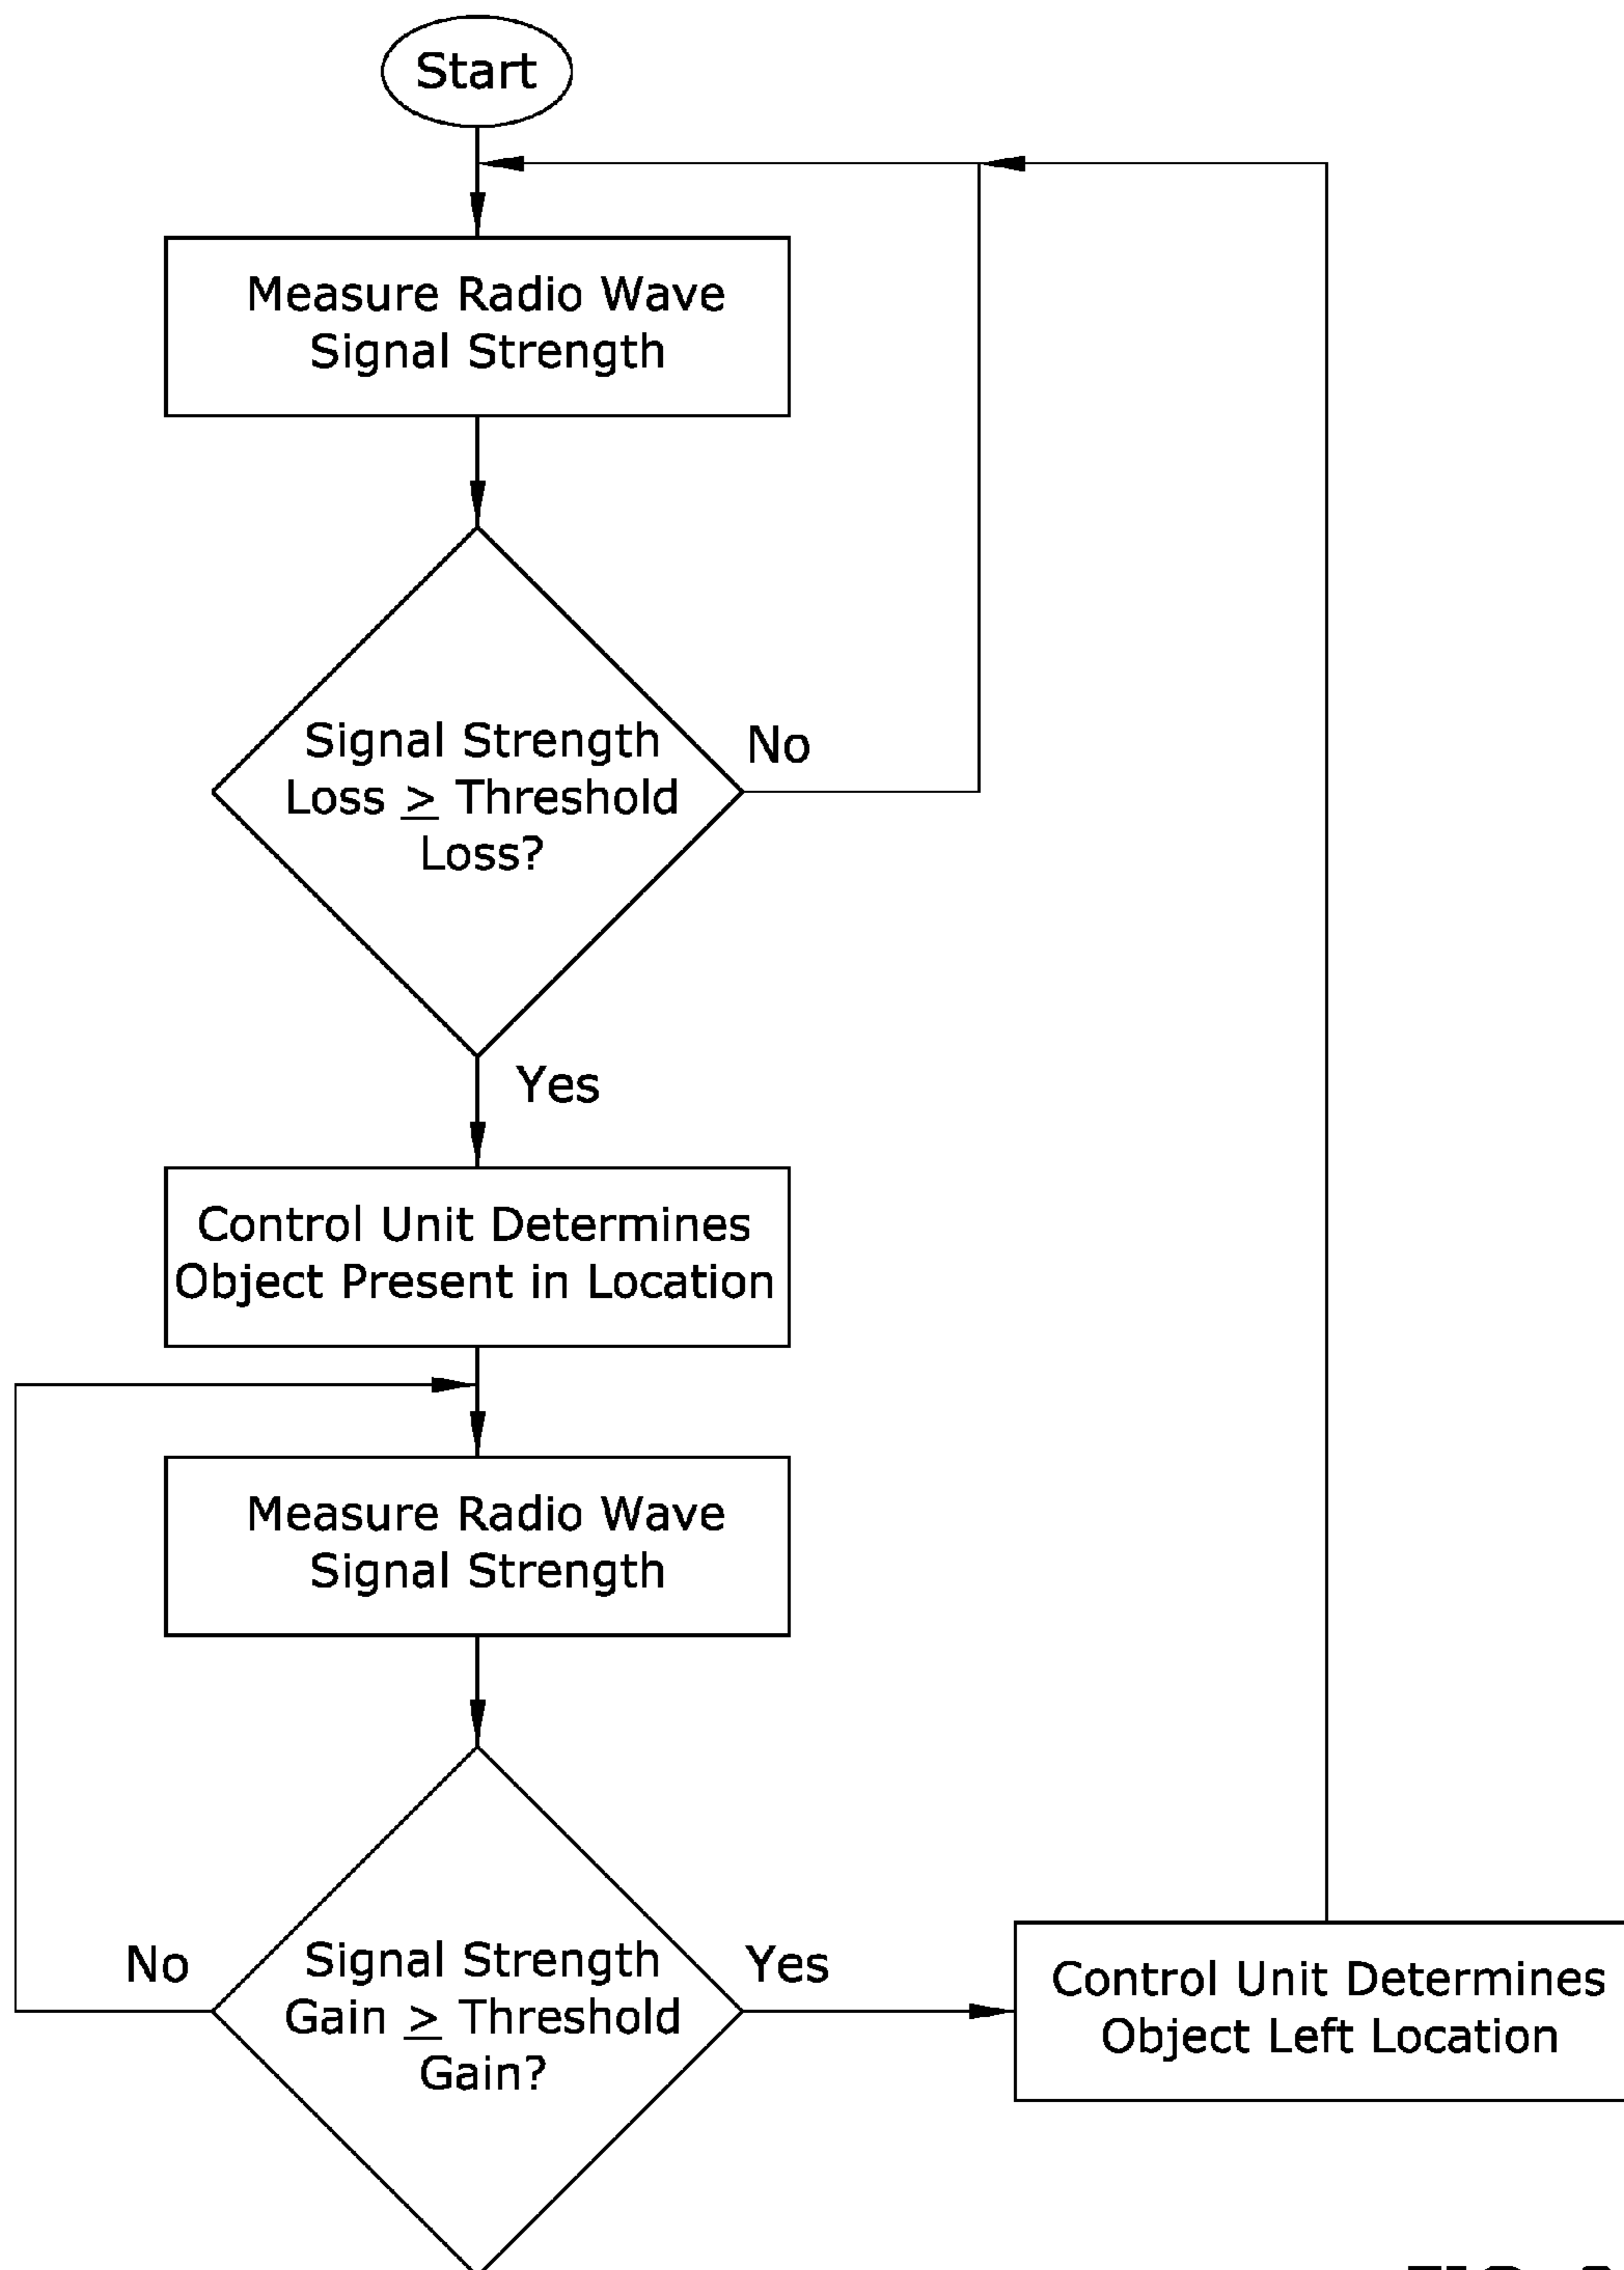 Start
Measure Radio Wave
Signal Strength
Signal Strength
Loss ≥ Threshold
Loss?
No
Yes
Control Unit Determines
Object Present in Location
Measure Radio Wave
Signal Strength
No
Signal Strength
Gain ≥ Threshold
Gain?
Yes
Control Unit Determines
Object Left Location